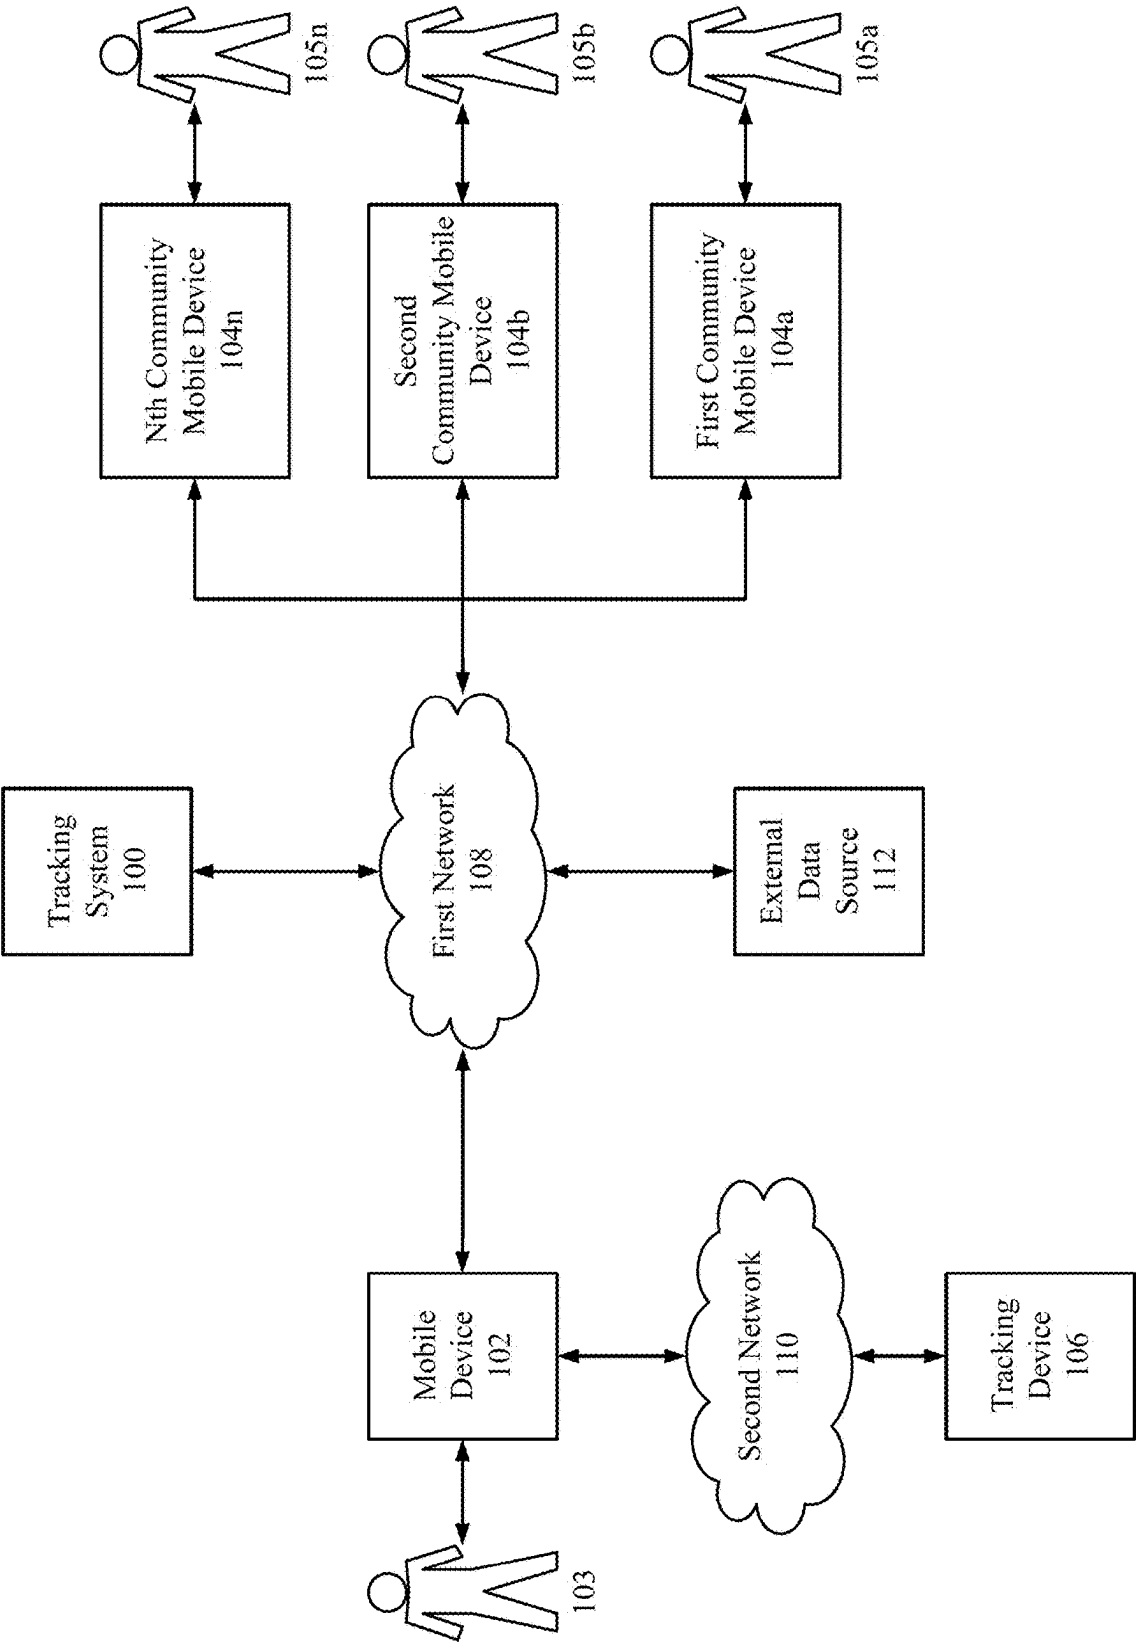 Tracking
System
100
103
Mobile
Device
102
First Network
108
Nth Community
Mobile Device
104n
105n
Second
Community Mobile
Device
104b
105b
First Community
Mobile Device
104a
105a
Second Network
110
External
Data
Source
112
Tracking
Device
106